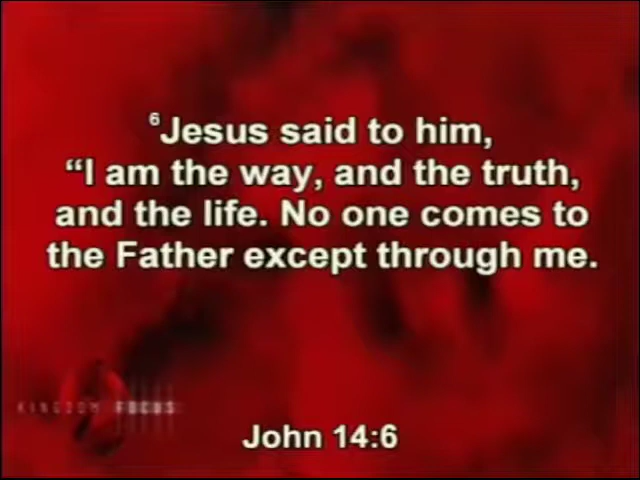 ⁶Jesus said to him,
“I am the way, and the truth,
and the life. No one comes to
the Father except through me.
KINGDOM FOCUS
John 14:6